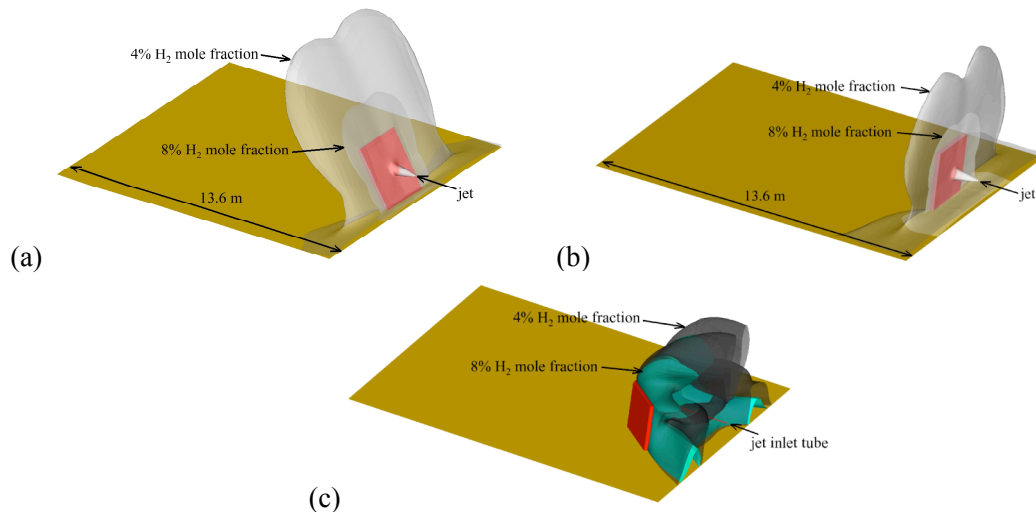 4% H₂ mole fraction
8% H₂ mole fraction
jet
13.6 m
(a)
4% H₂ mole fraction
8% H₂ mole fraction
jet
13.6 m
(b)
4% H₂ mole fraction
8% H₂ mole fraction
jet inlet tube
(c)